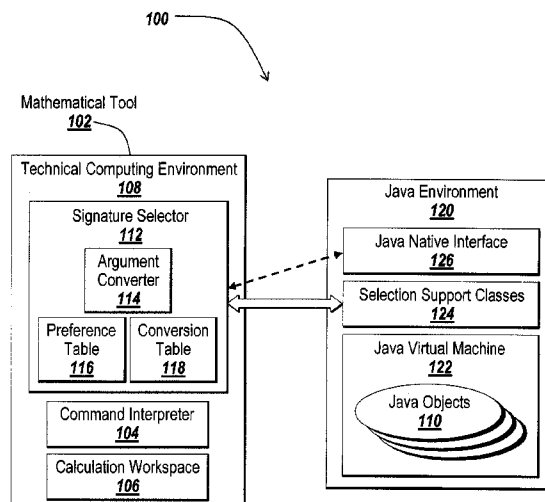 100
Mathematical Tool
102
Technical Computing Environment
108
Signature Selector
112
Argument
Converter
114
Preference
Table
116
Conversion
Table
118
Command Interpreter
104
Calculation Workspace
106
Java Environment
120
Java Native Interface
126
Selection Support Classes
124
Java Virtual Machine
122
Java Objects
110